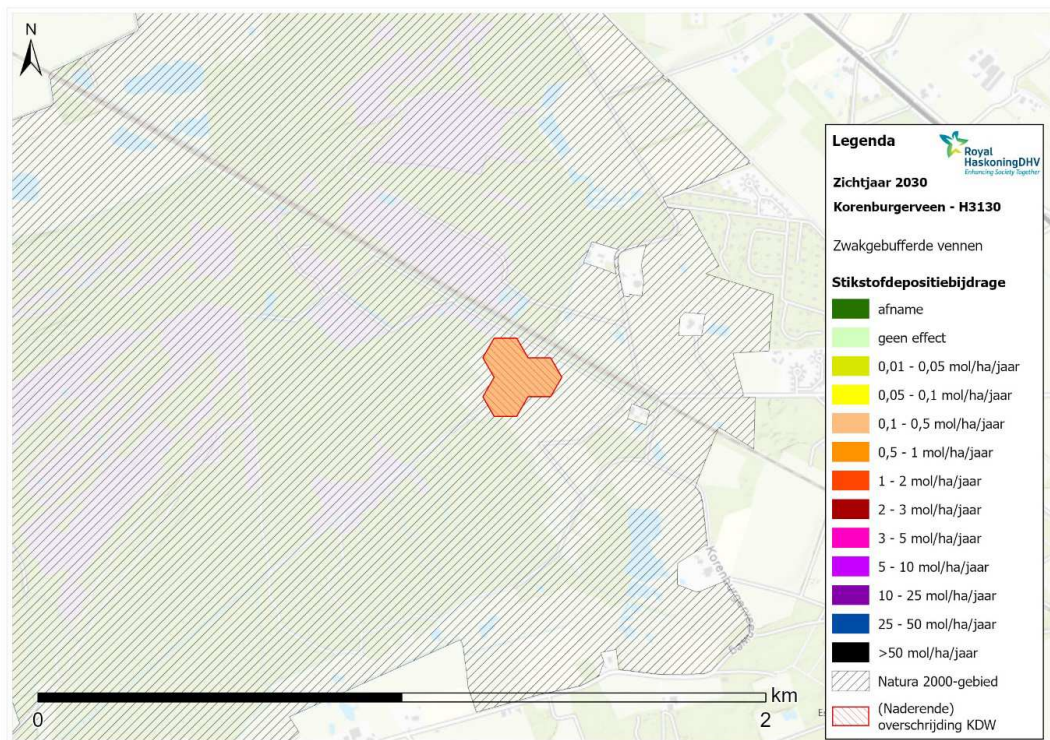 N
Legenda
Royal
HaskoningDHV
Enhancing Society Together
Zichtjaar 2030
Korenburgerveen - H3130
Zwakgebufferde vennen
Stikstofdepositiebijdrage
afname
geen effect
0,01 - 0,05 mol/ha/jaar
0,05 - 0,1 mol/ha/jaar
0,1 - 0,5 mol/ha/jaar
0,5 - 1 mol/ha/jaar
1 - 2 mol/ha/jaar
2 - 3 mol/ha/jaar
3 - 5 mol/ha/jaar
5 - 10 mol/ha/jaar
10 - 25 mol/ha/jaar
25 - 50 mol/ha/jaar
>50 mol/ha/jaar
Natura 2000-gebied
(Naderende)
overschrijding KDW
km
0
2